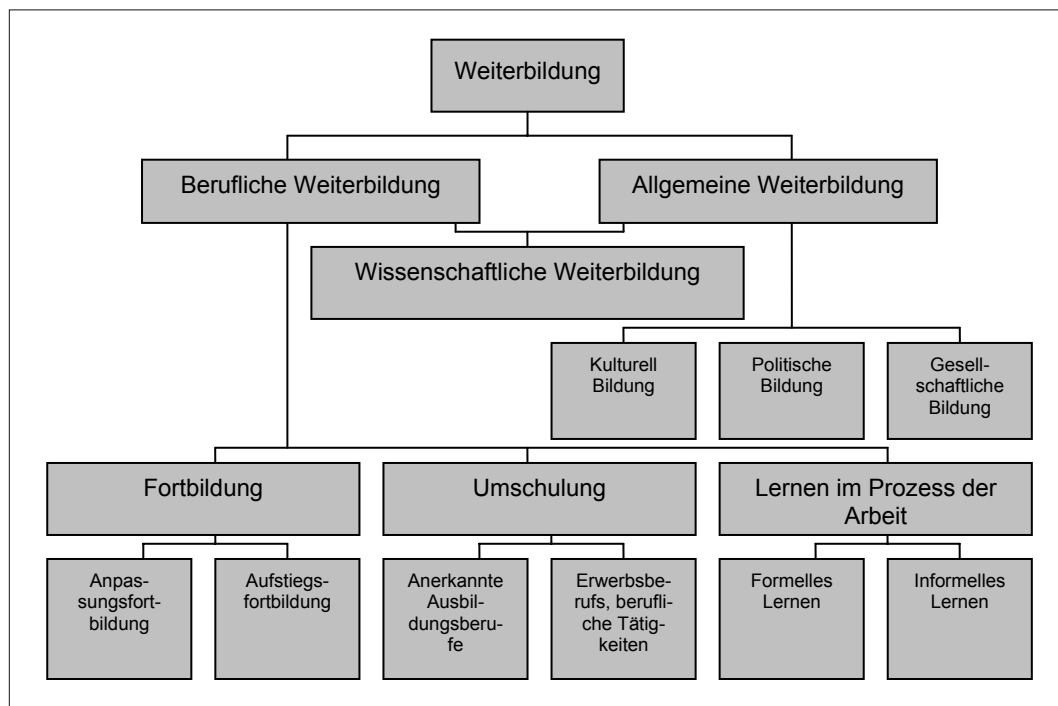 Weiterbildung
Berufliche Weiterbildung
Allgemeine Weiterbildung
Wissenschaftliche Weiterbildung
Kulturell
Bildung
Politische
Bildung
Gesell-
schaftliche
Bildung
Fortbildung
Umschulung
Lernen im Prozess der
Arbeit
Anpas-
sungsfort-
bildung
Aufstiegs-
fortbildung
Anerkannte
Ausbil-
dungsberu-
fe
Erwerbsbe-
rufs, berufli-
che Tätig-
keiten
Formelles
Lernen
Informelles
Lernen